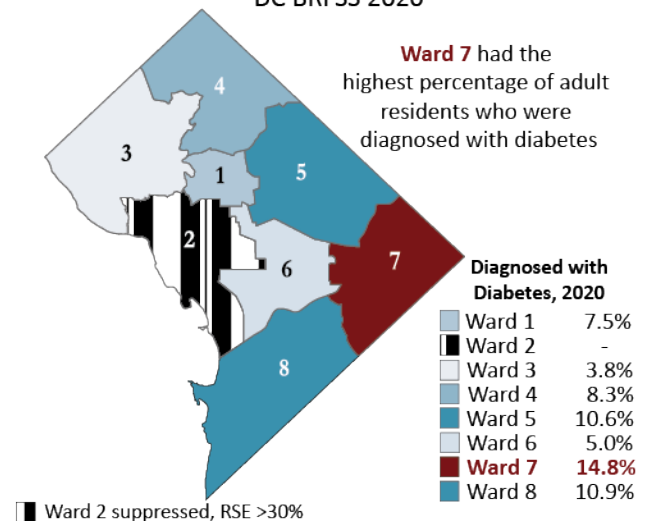 DC BRFSS 2020
Ward 7 had the
highest percentage of adult
residents who were
diagnosed with diabetes
4
3
1
5
2
6
7
8
Diagnosed with
Diabetes, 2020
Ward 1 7.5%
Ward 2 -
Ward 3 3.8%
Ward 4 8.3%
Ward 5 10.6%
Ward 6 5.0%
Ward 7 14.8%
Ward 8 10.9%
Ward 2 suppressed, RSE >30%